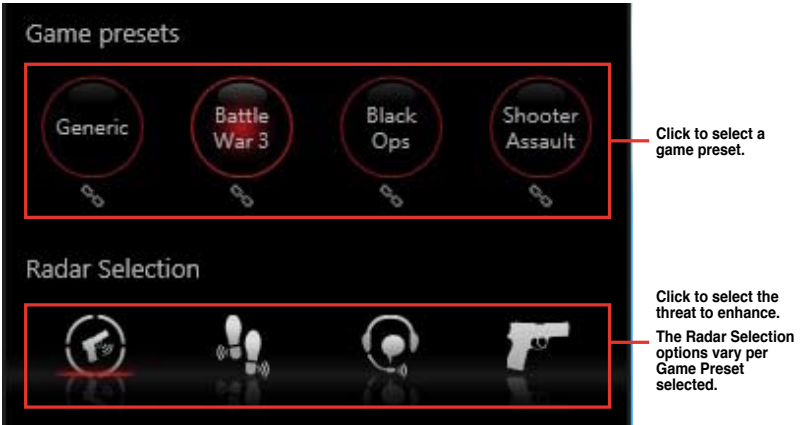 Game presets
Generic
Battle
War 3
Black
Ops
Shooter
Assault
Click to select a
game preset.
Radar Selection
Click to select the
threat to enhance.
The Radar Selection
options vary per
Game Preset
selected.